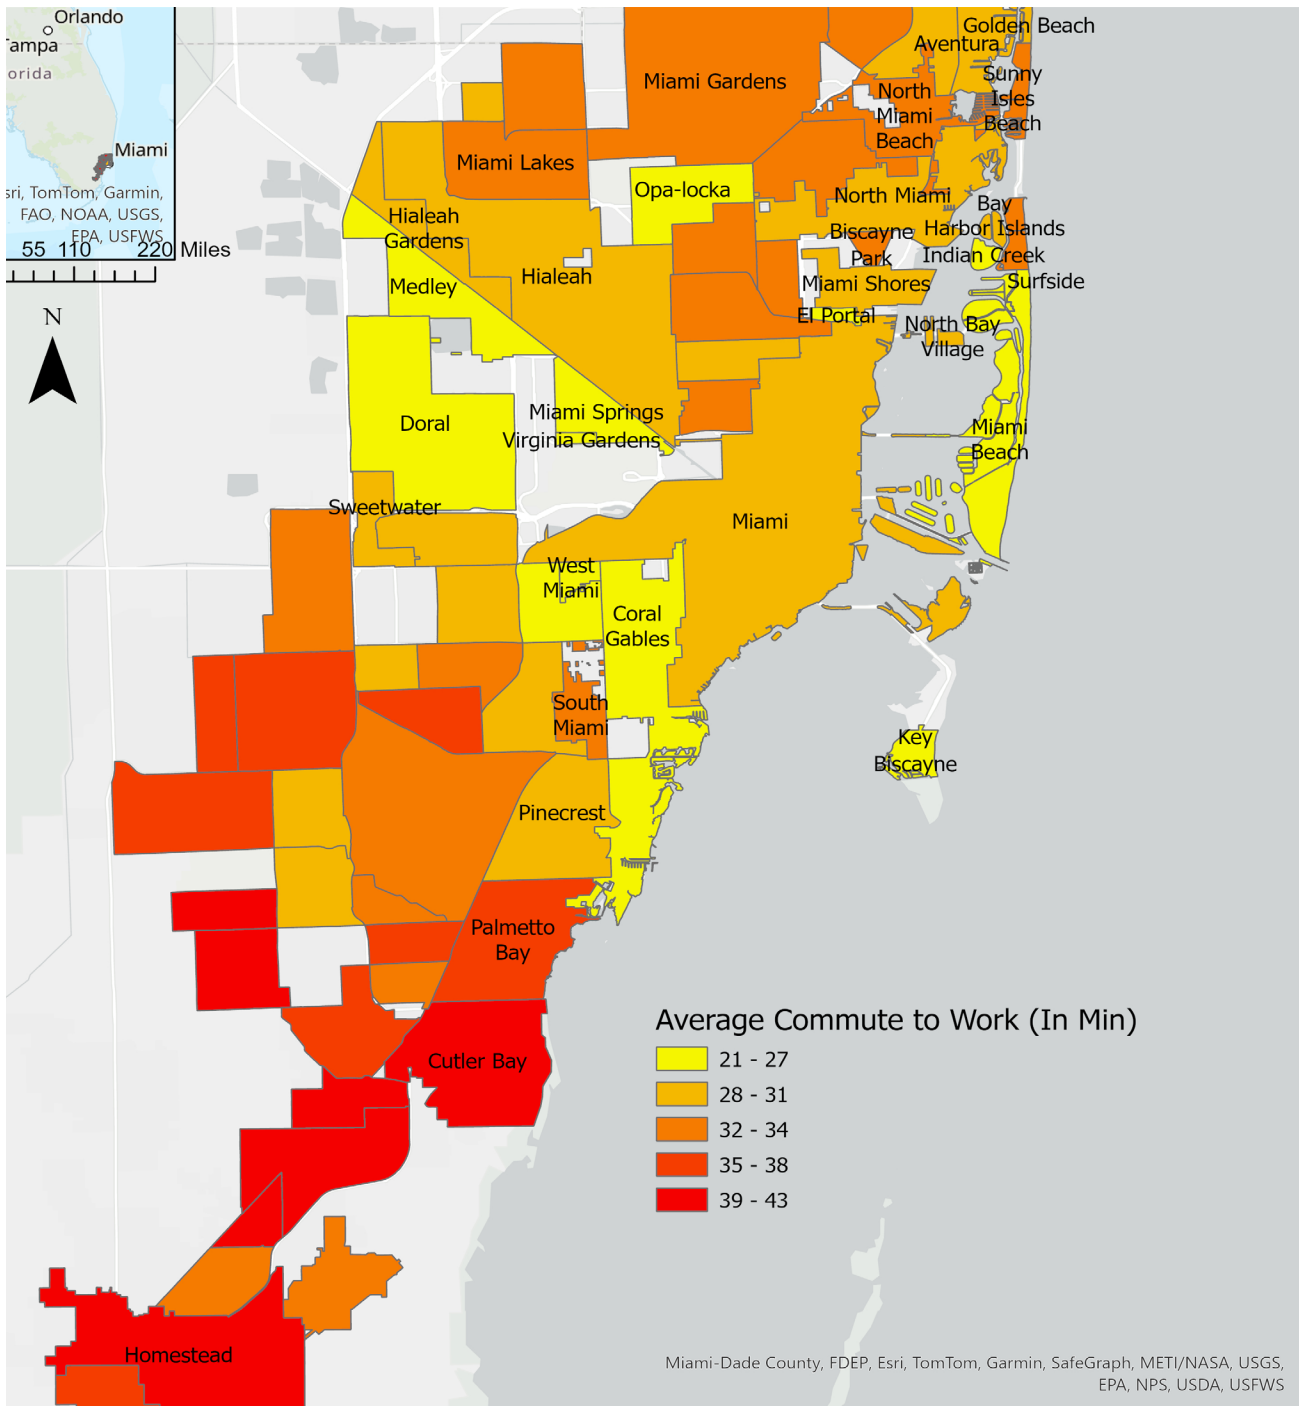 Orlando
Tampa
orida
Miami
sri, TomTom, Garmin,
FAO, NOAA, USGS,
EPA, USFWS
55 110 220 Miles
N
Golden Beach
Aventura
Sunny
Isles
Beach
Miami Gardens
North
Miami
Beach
Miami Lakes
Opa-locka
North Miami
Bay
Harbor Islands
Hialeah
Gardens
Biscayne
Park
Indian Creek
Hialeah
Medley
Miami Shores
Surfside
El Portal
North Bay
Village
Miami Springs
Doral
Virginia Gardens
Miami
Beach
Sweetwater
Miami
West
Miami
Coral
Gables
South
Miami
Key
Biscayne
Pinecrest
Palmetto
Bay
Cutler Bay
Homestead
Average Commute to Work (In Min)
21 - 27
28 - 31
32 - 34
35 - 38
39 - 43
Miami-Dade County, FDEP, Esri, TomTom, Garmin, SafeGraph, METI/NASA, USGS,
EPA, NPS, USDA, USFWS